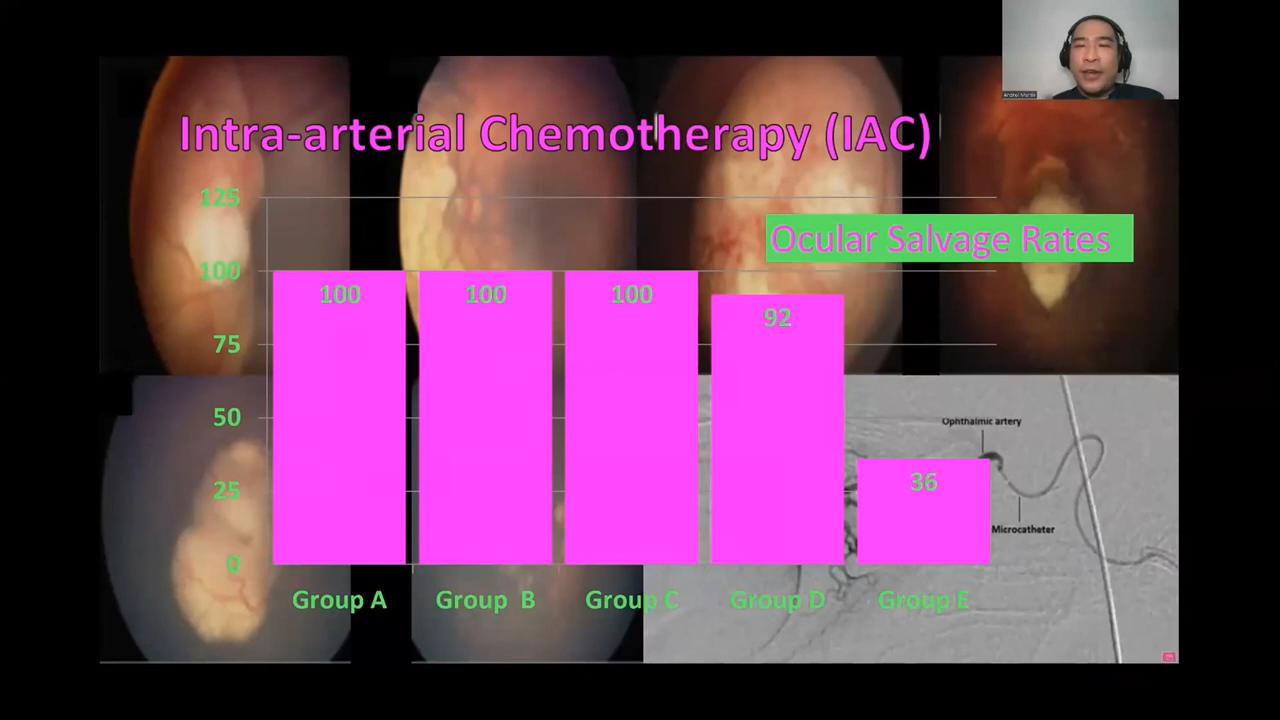 Intra-arterial Chemotherapy (IAC)
Ocular Salvage Rates
125
100
75
50
25
0
100
100
100
92
36
Group A
Group B
Group C
Group D
Group E
Ophthalmic artery
Microcatheter